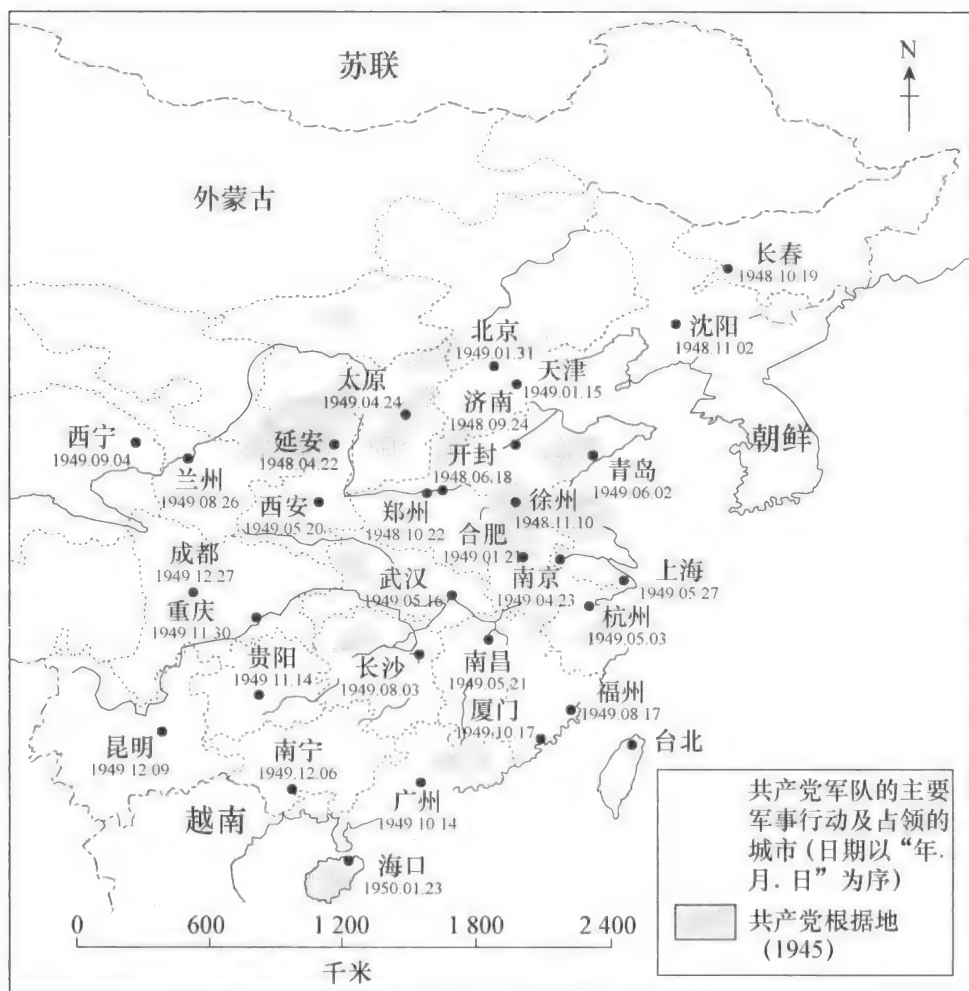 苏联
N
外蒙古
长春
1948 10.19
沈阳
1948.11 02
北京
1949.01.31
天津
1949.01.15
太原
1949.04.24
济南
1948.09.24
西宁
1949.09.04
延安
1948.04.22
开封
1948.06.18
青岛
1949.06 02
朝鲜
兰州
1949 08.26
西安
1949.05 20
郑州
1948 10 22
徐州
1948.11.10
合肥
1949 01 21
成都
1949 12.27
武汉
1949.05.16
南京
1949.04.23
上海
1949 05.27
重庆
1949.11.30
杭州
1949.05.03
贵阳
1949 11.14
长沙
1949.08.03
南昌
1949.05.21
福州
1949.08 17
厦门
1949.10.17
台北
昆明
1949 12.09
南宁
1949.12.06
广州
1949 10 14
越南
海口
1950.01.23
共产党军队的主要
军事行动及占领的
城市（日期以“年.
月. 日”为序）
共产党根据地
(1945)
0 600 1 200 1 800 2 400
千米